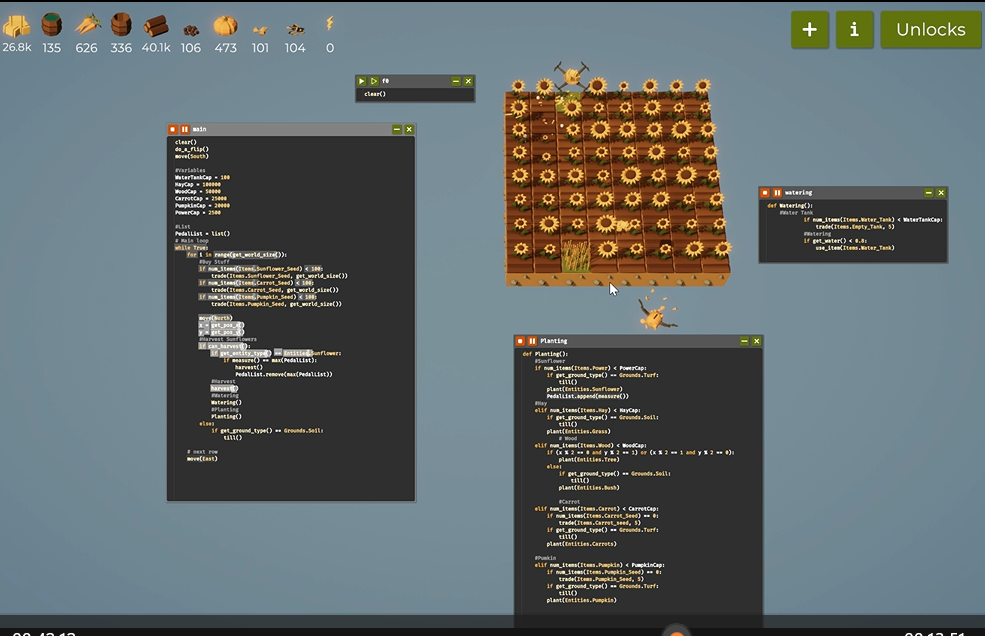 26.8k 135 626 336 40.1k 106 473 101 104 0
+ i Unlocks
f0
clear()
main
clear()
do_a_flip()
move(South)
#Variables
WaterTankCap = 100
HayCap = 100000
WoodCap = 50000
CarrotCap = 25000
PumpkinCap = 20000
PowerCap = 2500
#List
PedalList = list()
# Main loop
while True:
for i in range(get_world_size()):
#Buy Stuff
if num_items(Items.Sunflower_Seed) < 100:
trade(Items.Sunflower_Seed, get_world_size())
if num_items(Items.Carrot_Seed) < 100:
trade(Items.Carrot_Seed, get_world_size())
if num_items(Items.Pumpkin_Seed) < 100:
trade(Items.Pumpkin_Seed, get_world_size())
move(North)
x = get_pos_x()
y = get_pos_y()
#Harvest Sunflowers
if can_harvest():
if get_entity_type() == Entities.Sunflower:
if measure() == max(PedalList):
harvest()
PedalList.remove(max(PedalList))
#Harvest
harvest()
#Watering
Watering()
#Planting
Planting()
else:
if get_ground_type() == Grounds.Soil:
till()
# next row
move(East)
watering
def Watering():
#Water Tank
if num_items(Items.Water_Tank) < WaterTankCap:
trade(Items.Empty_Tank, 5)
#Watering
if get_water() < 0.8:
use_item(Items.Water_Tank)
Planting
def Planting():
#Sunflower
if num_items(Items.Power) < PowerCap:
if get_ground_type() == Grounds.Turf:
till()
plant(Entities.Sunflower)
PedalList.append(measure())
#Hay
elif num_items(Items.Hay) < HayCap:
if get_ground_type() == Grounds.Soil:
till()
plant(Entities.Grass)
# Wood
elif num_items(Items.Wood) < WoodCap:
if (x % 2 == 0 and y % 2 == 1) or (x % 2 == 1 and y % 2 == 0):
plant(Entities.Tree)
else:
if get_ground_type() == Grounds.Soil:
till()
plant(Entities.Bush)
#Carrot
elif num_items(Items.Carrot) < CarrotCap:
if num_items(Items.Carrot_Seed) == 0:
trade(Items.Carrot_seed, 5)
if get_ground_type() == Grounds.Turf:
till()
plant(Entities.Carrots)
#Pumkin
elif num_items(Items.Pumpkin) < PumpkinCap:
if num_items(Items.Pumpkin_Seed) == 0:
trade(Items.Pumpkin_Seed, 5)
if get_ground_type() == Grounds.Turf:
till()
plant(Entities.Pumpkin)